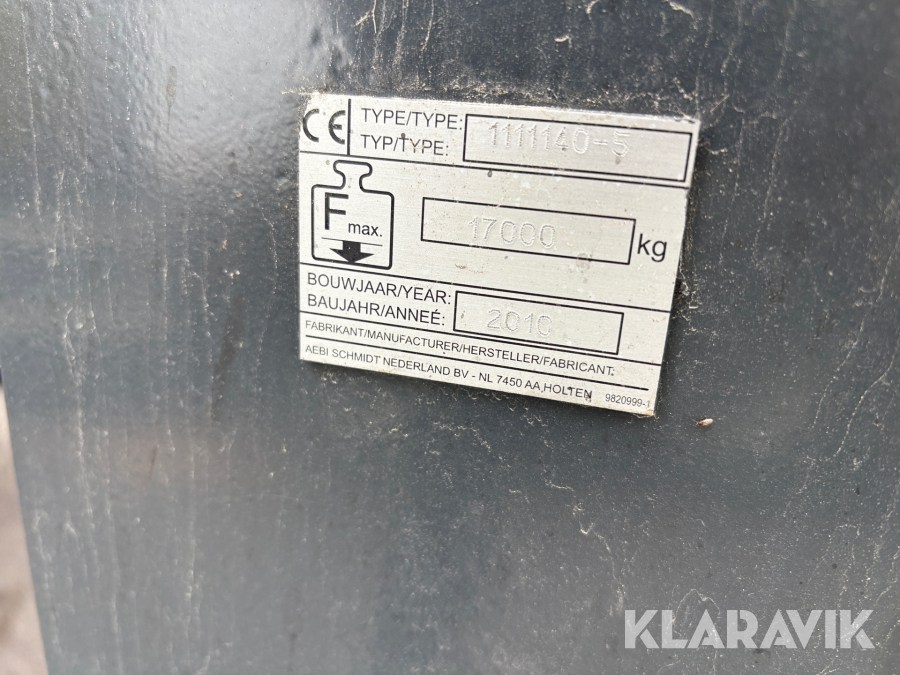 CE
TYPE/TYPE:
TYP/TYPE:
1111140-5
F max.
17000 kg
BOUWJAAR/YEAR:
BAUJAHR/ANNEÉ:
2010
FABRIKANT/MANUFACTURER/HERSTELLER/FABRICANT:
AEBI SCHMIDT NEDERLAND BV - NL 7450 AA HOLTEN
9820999-1
KLARAVIK